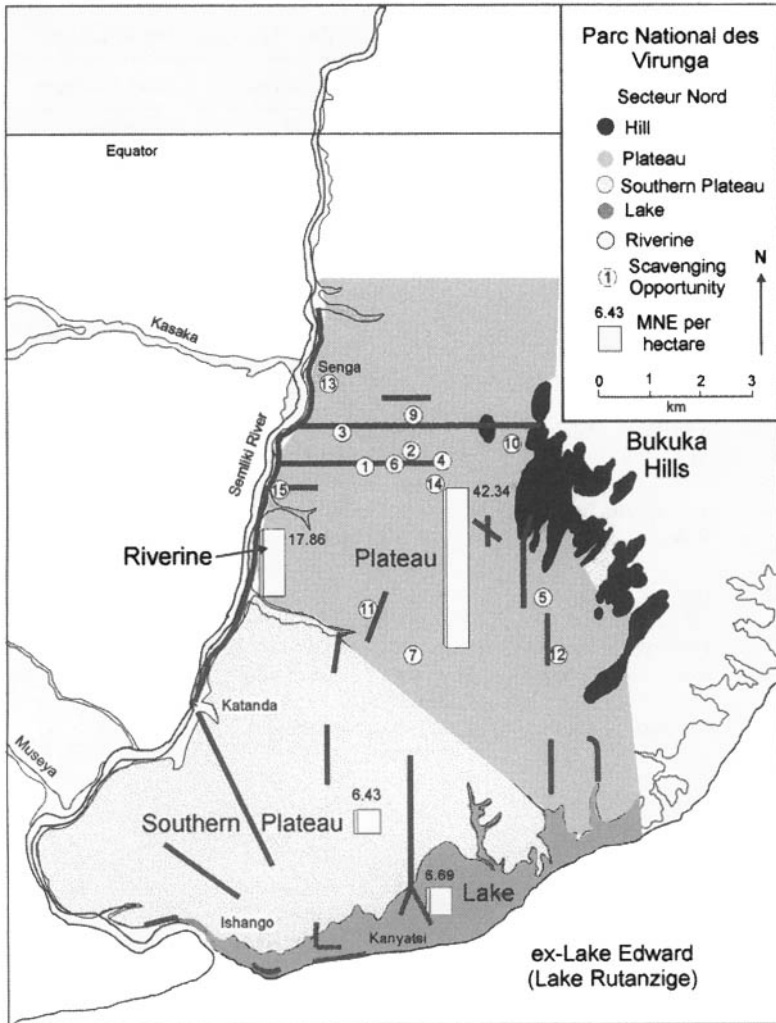 Parc National des
Virunga
Secteur Nord
Hill
Plateau
Southern Plateau
Lake
Riverine
1 Scavenging
Opportunity
N
6.43
MNE per
hectare
0 1 2 3
km
Equator
Kasaka
Senga
13
Semliki River
9
3
2
10
1
6
4
Bukuka
Hills
15
14
42.34
17.86
Riverine
Plateau
5
11
7
12
Katanda
Museya
6.43
Southern Plateau
6.69
Lake
Ishango
Kanyatsi
ex-Lake Edward
(Lake Rutanzige)